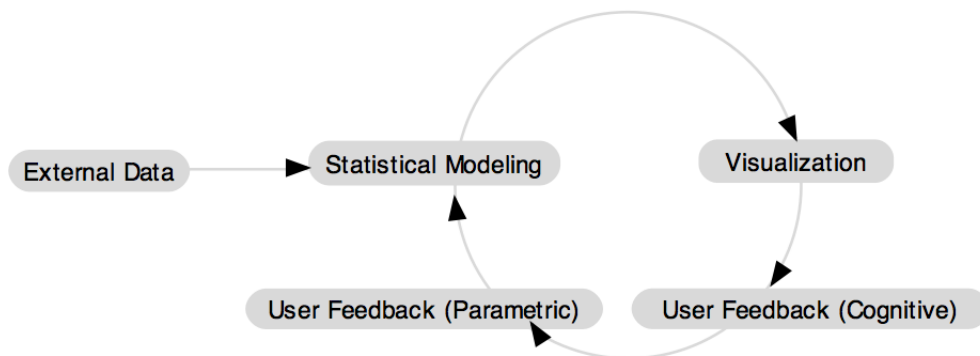 External Data
Statistical Modeling
Visualization
User Feedback (Parametric)
User Feedback (Cognitive)